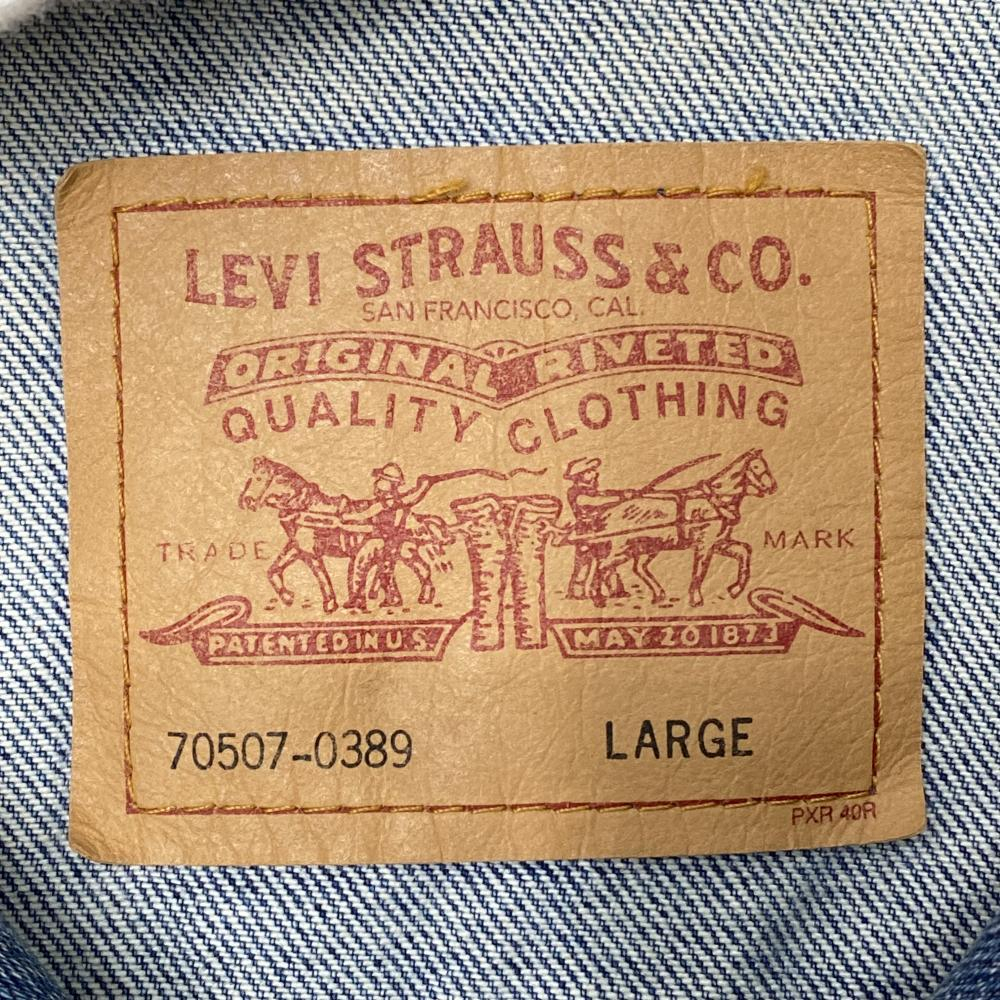 LEVI STRAUSS & CO.
SAN FRANCISCO, CAL.
ORIGINAL RIVETED
QUALITY CLOTHING
TRADE MARK
PATENTED IN U.S. MAY 20 1873
70507-0389 LARGE
PXR 40R